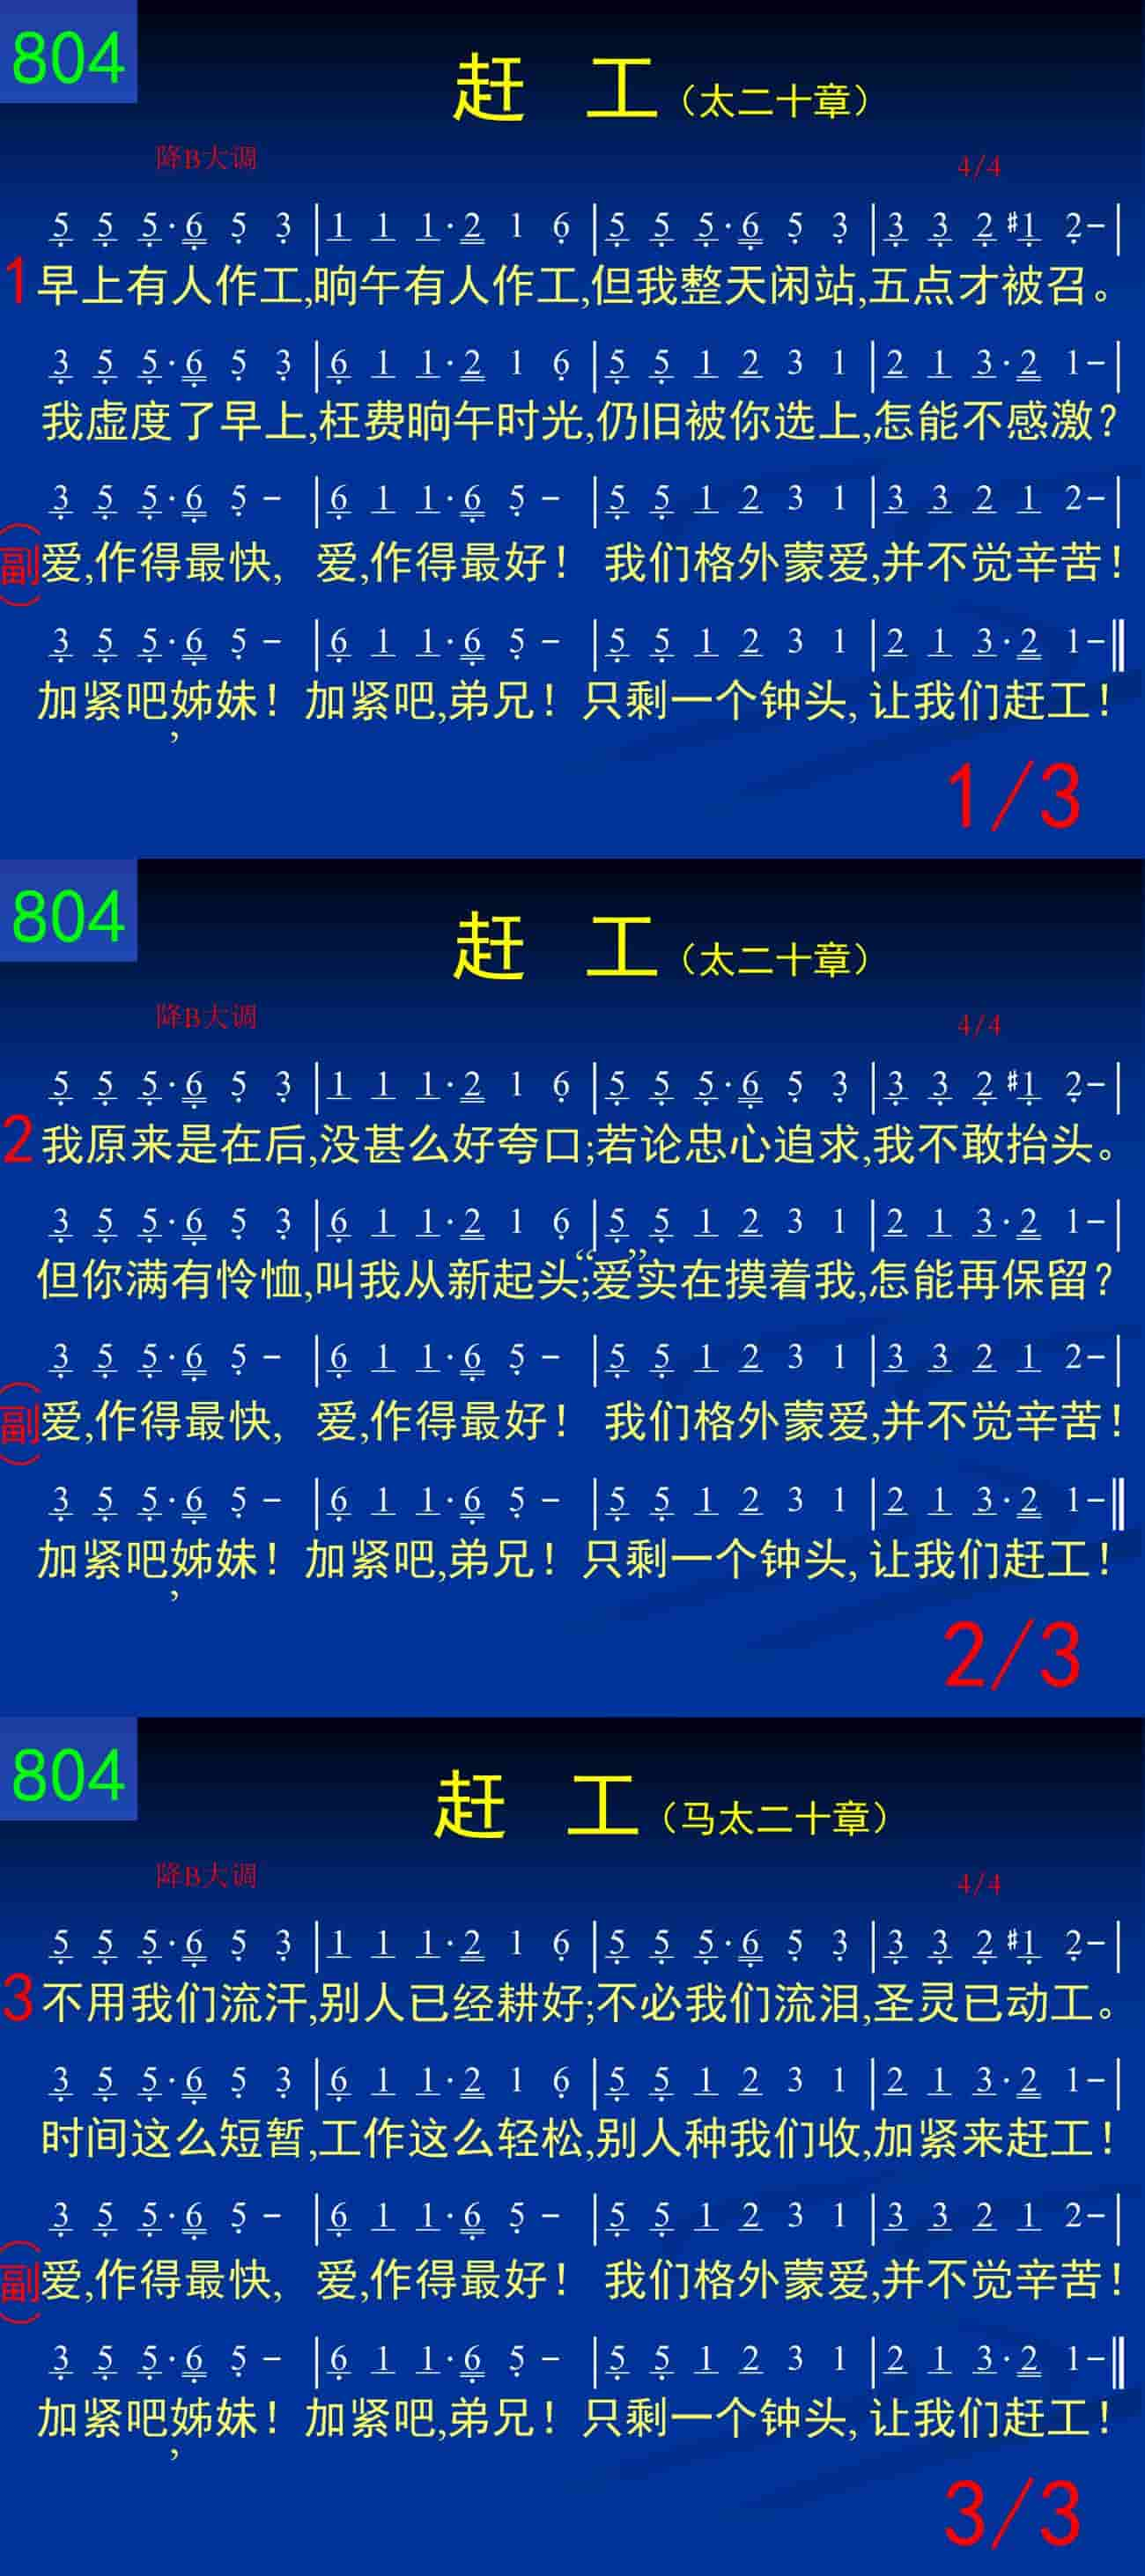 804
赶 工（太二十章）
降B大调 4/4
5 5 5·6 5 3 |1 1 1·2 1 6 |5 5 5·6 5 3 |3 3 2 #1 2-|
1早上有人作工,晌午有人作工,但我整天闲站,五点才被召。
3 5 5·6 5 3 |6 1 1·2 1 6 |5 5 1 2 3 1 |2 1 3·2 1-|
我虚度了早上,枉费晌午时光,仍旧被你选上,怎能不感激?
3 5 5·6 5 - |6 1 1·6 5 - |5 5 1 2 3 1 |3 3 2 1 2-|
（副）爱,作得最快, 爱,作得最好! 我们格外蒙爱,并不觉辛苦!
3 5 5·6 5 - |6 1 1·6 5 - |5 5 1 2 3 1 |2 1 3·2 1-‖
加紧吧,姊妹! 加紧吧,弟兄! 只剩一个钟头, 让我们赶工!
1/3
804
赶 工（太二十章）
降B大调 4/4
5 5 5·6 5 3 |1 1 1·2 1 6 |5 5 5·6 5 3 |3 3 2 #1 2-|
2我原来是在后,没甚么好夸口;若论忠心追求,我不敢抬头。
3 5 5·6 5 3 |6 1 1·2 1 6 |5 5 1 2 3 1 |2 1 3·2 1-|
但你满有怜恤,叫我从新起头;“爱”实在摸着我,怎能再保留?
3 5 5·6 5 - |6 1 1·6 5 - |5 5 1 2 3 1 |3 3 2 1 2-|
（副）爱,作得最快, 爱,作得最好! 我们格外蒙爱,并不觉辛苦!
3 5 5·6 5 - |6 1 1·6 5 - |5 5 1 2 3 1 |2 1 3·2 1-‖
加紧吧,姊妹! 加紧吧,弟兄! 只剩一个钟头, 让我们赶工!
2/3
804
赶 工（马太二十章）
降B大调 4/4
5 5 5·6 5 3 |1 1 1·2 1 6 |5 5 5·6 5 3 |3 3 2 #1 2-|
3不用我们流汗,别人已经耕好;不必我们流泪,圣灵已动工。
3 5 5·6 5 3 |6 1 1·2 1 6 |5 5 1 2 3 1 |2 1 3·2 1-|
时间这么短暂,工作这么轻松,别人种我们收,加紧来赶工!
3 5 5·6 5 - |6 1 1·6 5 - |5 5 1 2 3 1 |3 3 2 1 2-|
（副）爱,作得最快, 爱,作得最好! 我们格外蒙爱,并不觉辛苦!
3 5 5·6 5 - |6 1 1·6 5 - |5 5 1 2 3 1 |2 1 3·2 1-‖
加紧吧,姊妹! 加紧吧,弟兄! 只剩一个钟头, 让我们赶工!
3/3